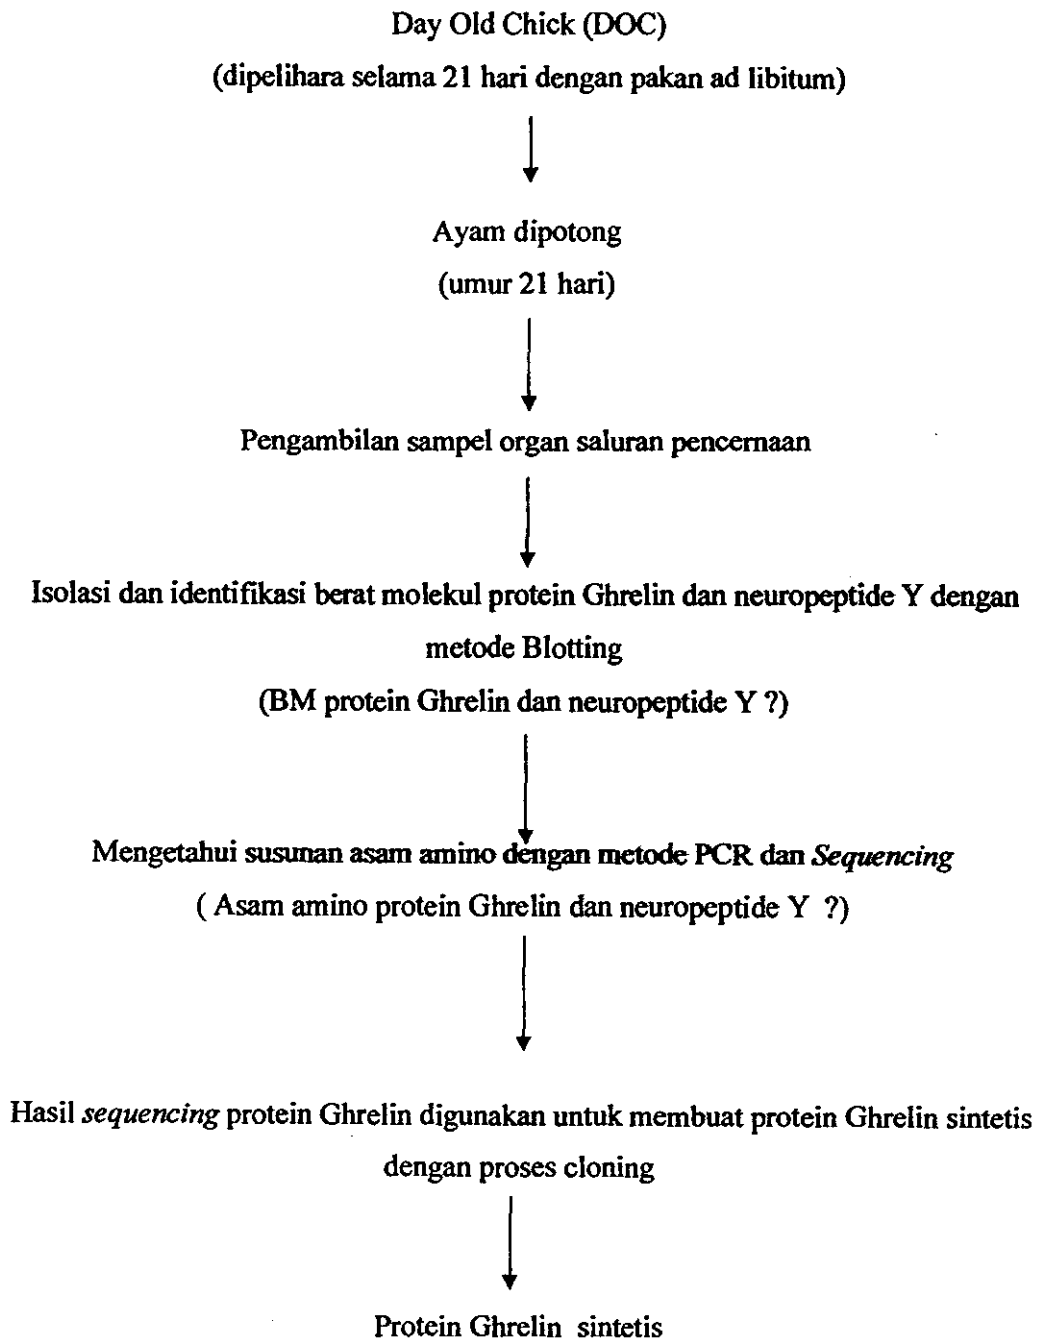 Day Old Chick (DOC)
(dipelihara selama 21 hari dengan pakan ad libitum)
Ayam dipotong
(umur 21 hari)
Pengambilan sampel organ saluran pencernaan
Isolasi dan identifikasi berat molekul protein Ghrelin dan neuropeptide Y dengan
metode Blotting
(BM protein Ghrelin dan neuropeptide Y ?)
Mengetahui susunan asam amino dengan metode PCR dan Sequencing
( Asam amino protein Ghrelin dan neuropeptide Y ?)
Hasil sequencing protein Ghrelin digunakan untuk membuat protein Ghrelin sintetis
dengan proses cloning
Protein Ghrelin sintetis